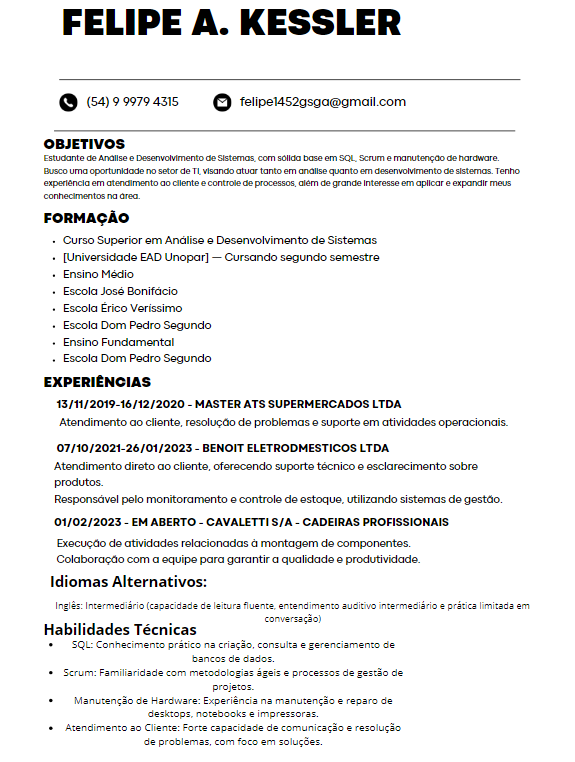 FELIPE A. KESSLER
(54) 9 9979 4315
felipe1452gsga@gmail.com
OBJETIVOS
Estudante de Análise e Desenvolvimento de Sistemas, com sólida base em SQL, Scrum e manutenção de hardware.
Busco uma oportunidade no setor de TI, visando atuar tanto em análise quanto em desenvolvimento de sistemas. Tenho
experiência em atendimento ao cliente e controle de processos, além de grande interesse em aplicar e expandir meus
conhecimentos na área.
FORMAÇÃO
• Curso Superior em Análise e Desenvolvimento de Sistemas
• [Universidade EAD Unopar] — Cursando segundo semestre
• Ensino Médio
• Escola José Bonifácio
• Escola Érico Veríssimo
• Escola Dom Pedro Segundo
• Ensino Fundamental
• Escola Dom Pedro Segundo
EXPERIÊNCIAS
13/11/2019-16/12/2020 - MASTER ATS SUPERMERCADOS LTDA
Atendimento ao cliente, resolução de problemas e suporte em atividades operacionais.
07/10/2021-26/01/2023 - BENOIT ELETRODMESTICOS LTDA
Atendimento direto ao cliente, oferecendo suporte técnico e esclarecimento sobre
produtos.
Responsável pelo monitoramento e controle de estoque, utilizando sistemas de gestão.
01/02/2023 - EM ABERTO - CAVALETTI S/A - CADEIRAS PROFISSIONAIS
Execução de atividades relacionadas à montagem de componentes.
Colaboração com a equipe para garantir a qualidade e produtividade.
Idiomas Alternativos:
Inglês: Intermediário (capacidade de leitura fluente, entendimento auditivo intermediário e prática limitada em
conversação)
Habilidades Técnicas
• SQL: Conhecimento prático na criação, consulta e gerenciamento de
bancos de dados.
• Scrum: Familiaridade com metodologias ágeis e processos de gestão de
projetos.
• Manutenção de Hardware: Experiência na manutenção e reparo de
desktops, notebooks e impressoras.
• Atendimento ao Cliente: Forte capacidade de comunicação e resolução
de problemas, com foco em soluções.